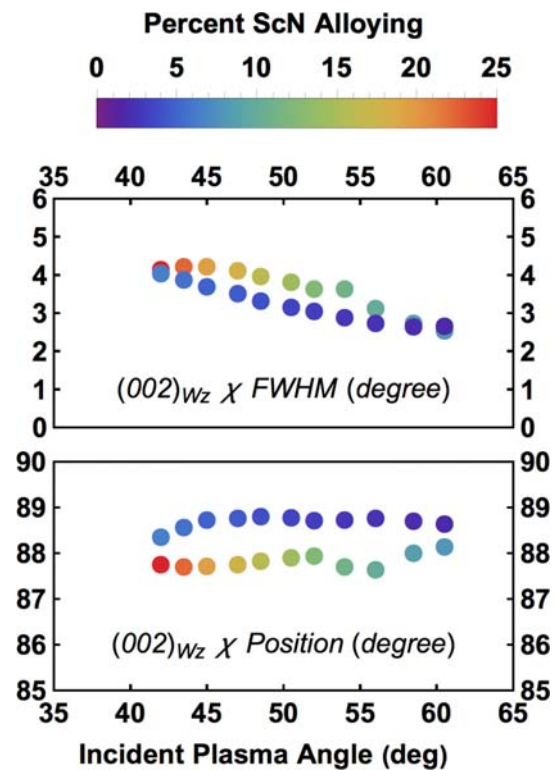 Percent ScN Alloying
0 5 10 15 20 25
35 40 45 50 55 60 65
6 6
5 5
4 4
3 3
2 2
1 1
0 0
(002)Wz χ FWHM (degree)
90 90
89 89
88 88
87 87
86 86
85 85
(002)Wz χ Position (degree)
35 40 45 50 55 60 65
Incident Plasma Angle (deg)